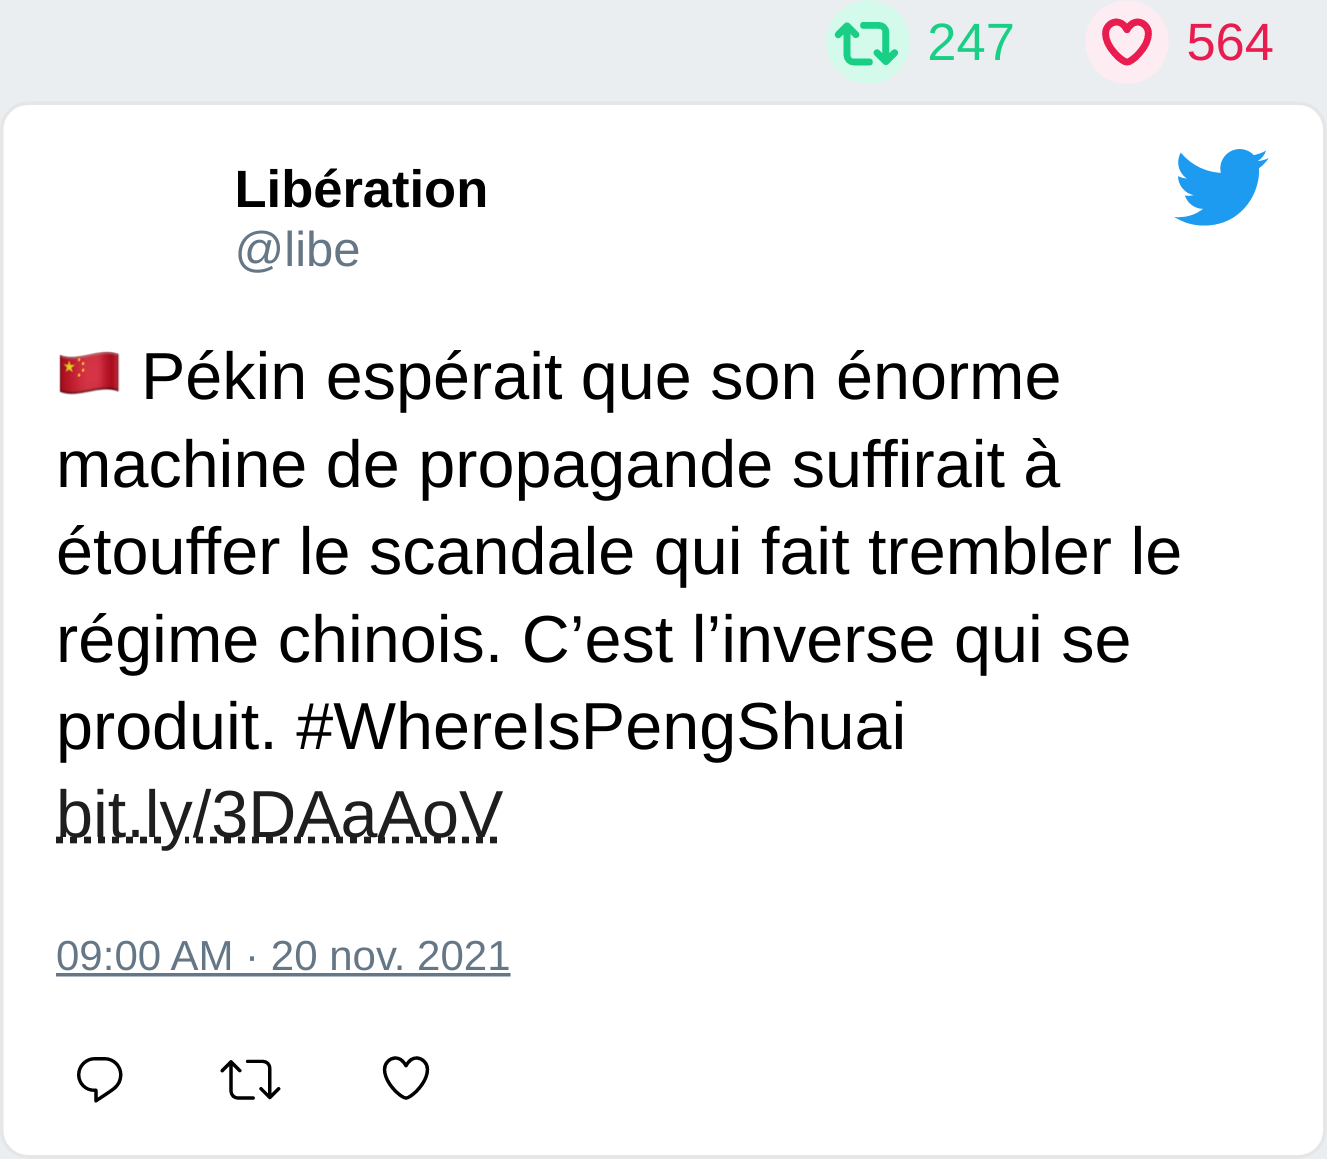 247 564
Libération
@libe
🇨🇳 Pékin espérait que son énorme
machine de propagande suffirait à
étouffer le scandale qui fait trembler le
régime chinois. C’est l’inverse qui se
produit. #WhereIsPengShuai
bit.ly/3DAaAoV
09:00 AM · 20 nov. 2021